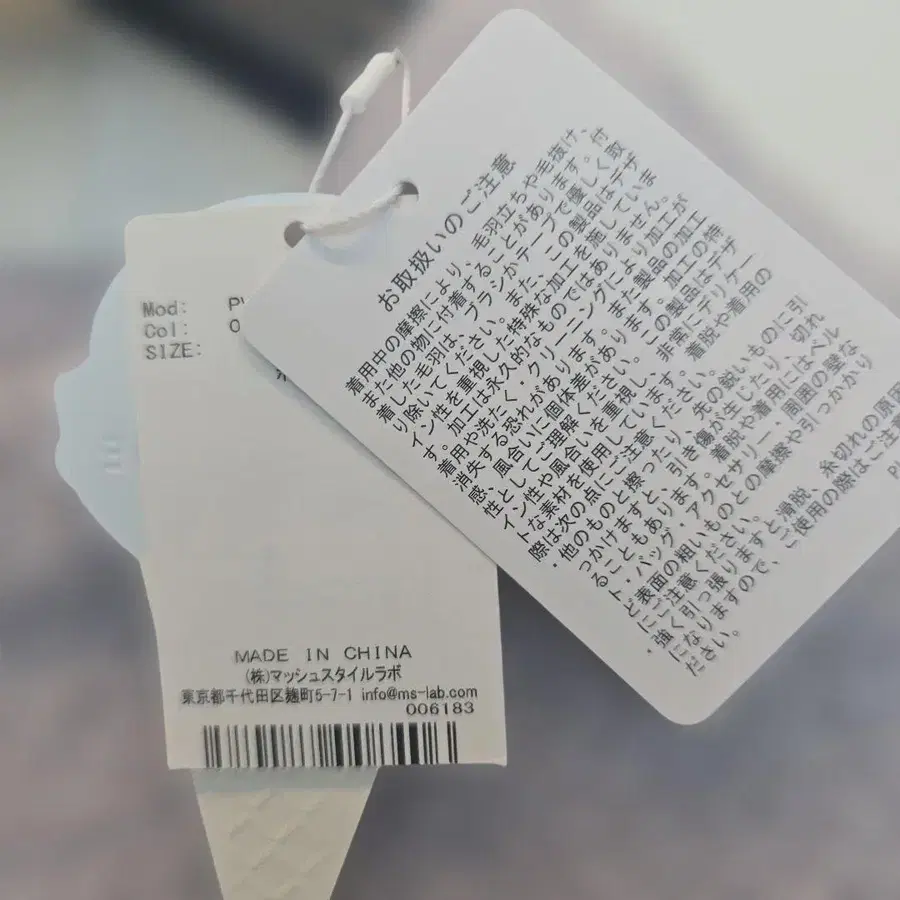 Mod: PW
Col: 0
SIZE:
MADE IN CHINA
(株)マッシュスタイルラボ
東京都千代田区麹町5-7-1 info@ms-lab.com
006183
お取扱いのご注意
着用中の摩擦により、毛羽立ちや毛抜け、
また他の物に付着することがあります。付
着した毛羽は、ブラシかテープで優しく取
り除いてください。また、この製品はデザ
イン性を重視した特殊な加工を施していま
す。加工は永久的なものではありません。
着用や洗たく・クリーニングにより加工が
消失する恐れがあります。また製品の加工
感、風合いに個体差があります。加工の特
性としてご理解ください。この製品はデザ
イン性や風合いを重視し、非常にデリケー
トな素材を使用しています。着脱や着用の
際は次の点にご注意ください。
・他のものと擦ったり、先の鋭いものに引
っかけますと、引き傷が生じたり、切れ
ることもあります。着脱や着用にはベル
ト・バッグ・アクセサリー・周囲の壁な
ど表面の粗いものとの摩擦や引っかかり
にご注意ください。
・強く引っ張りますと滑脱、糸切れの原因
になりますので、ご使用の際はご注意
ください。